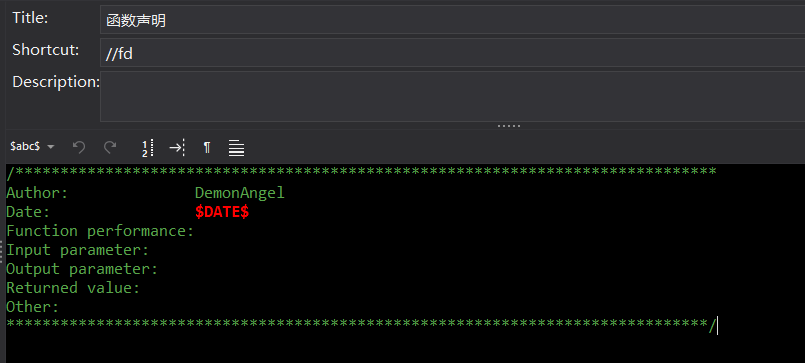 Title: 函数声明
Shortcut: //fd
Description:
$abc$
/******************************************************************************
Author: DemonAngel
Date: $DATE$
Function performance:
Input parameter:
Output parameter:
Returned value:
Other:
******************************************************************************/